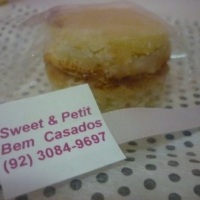 Sweet & Petit
Bem Casados
(92) 3084-9697